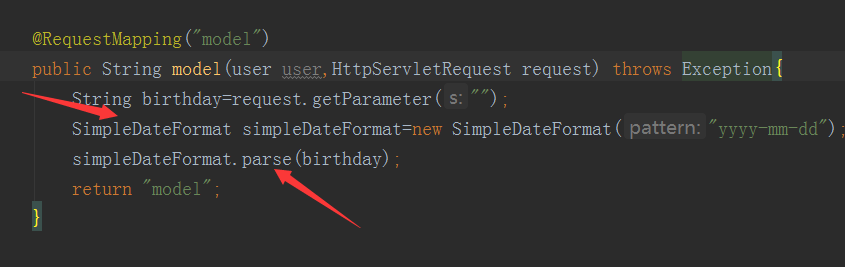 @RequestMapping("model")
public String model(user user,HttpServletRequest request) throws Exception{
String birthday=request.getParameter( s: "");
SimpleDateFormat simpleDateFormat=new SimpleDateFormat( pattern: "yyyy-mm-dd");
simpleDateFormat.parse(birthday);
return "model";
}